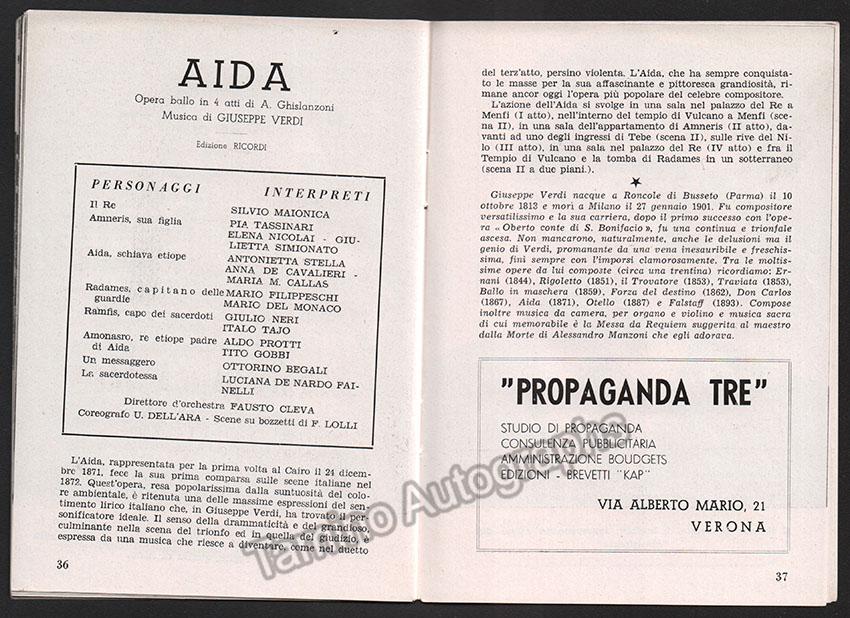 AIDA
Opera ballo in 4 atti di A. Ghislanzoni
Musica di GIUSEPPE VERDI
Edizione RICORDI
PERSONAGGI INTERPRETI
Il Re SILVIO MAIONICA
Amneris, sua figlia PIA TASSINARI
ELENA NICOLAI - GIU-
LIETTA SIMONATO
Aida, schiava etiope ANTONIETTA STELLA
ANNA DE CAVALIERI -
MARIA M. CALLAS
Radames, capitano delle MARIO FILIPPESCHI
guardie MARIO DEL MONACO
Ramfis, capo dei sacerdoti GIULIO NERI
ITALO TAJO
Amonasro, re etiope padre ALDO PROTTI
di Aida TITO GOBBI
Un messaggero OTTORINO BEGALI
La sacerdotessa LUCIANA DE NARDO FAI-
NELLI
Direttore d'orchestra FAUSTO CLEVA
Coreografo U. DELL'ARA - Scene su bozzetti di F. LOLLI
L'Aida, rappresentata per la prima volta al Cairo il 24 dicem-
bre 1871, fece la sua prima comparsa sulle scene italiane nel
1872. Quest'opera, resa popolarissima dalla suntuosità del colo-
re ambientale, è ritenuta una delle massime espressioni del sen-
timento lirico italiano che, in Giuseppe Verdi, ha trovato il per-
sonificatore ideale. Il senso della drammaticità e del grandioso,
culminante nella scena del trionfo ed in quella del giudizio, è
espressa da una musica che riesce a diventare, come nel duetto
36
del terz'atto, persino violenta. L'Aida, che ha sempre conquista-
to le masse per la sua affascinante e pittoresca grandiosità, ri-
mane ancor oggi l'opera più popolare del celebre compositore.
L'azione dell'Aida si svolge in una sala nel palazzo del Re a
Menfi (I atto), nell'interno del tempio di Vulcano a Menfi (sce-
na II), in una sala dell'appartamento di Amneris (II atto), da-
vanti ad uno degli ingressi di Tebe (scena II), sulle rive del Ni-
lo (III atto), in una sala nel palazzo del Re (IV atto) e fra il
Tempio di Vulcano e la tomba di Radames in un sotterraneo
(scena II a due piani.).
Giuseppe Verdi nacque a Roncole di Busseto (Parma) il 10
ottobre 1813 e morì a Milano il 27 gennaio 1901. Fu compositore
versatilissimo e la sua carriera, dopo il primo successo con l'ope-
ra « Oberto conte di S. Bonifacio », fu una continua e trionfale
ascesa. Non mancarono, naturalmente, anche le delusioni ma il
genio di Verdi, promanante da una vena inesauribile e freschis-
sima, finì sempre con l'imporsi clamorosamente. Tra le moltis-
sime opere da lui composte (circa una trentina) ricordiamo: Er-
nani (1844), Rigoletto (1851), il Trovatore (1853), Traviata (1853),
Ballo in maschera (1859), Forza del destino (1862), Don Carlos
(1867), Aida (1871), Otello (1887) e Falstaff (1893). Compose
inoltre musica da camera, per organo e violino e musica sacra
di cui memorabile è la Messa da Requiem suggerita al maestro
dalla Morte di Alessandro Manzoni che egli adorava.
"PROPAGANDA TRE"
STUDIO DI PROPAGANDA
CONSULENZA PUBBLICITARIA
AMMINISTRAZIONE BOUDGETS
EDIZIONI - BREVETTI "KAP"
VIA ALBERTO MARIO, 21
VERONA
37
Tamino Autographs